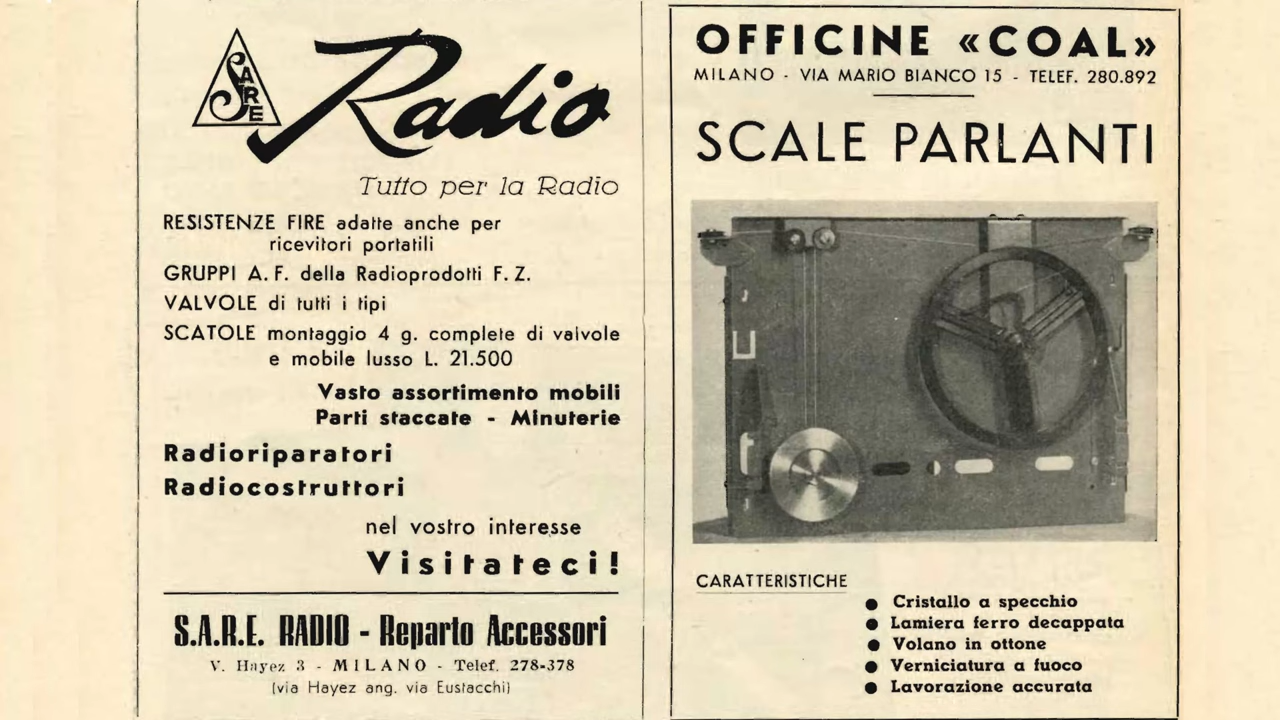 SARE
Radio
Tutto per la Radio
RESISTENZE FIRE adatte anche per
ricevitori portatili
GRUPPI A. F. della Radioprodotti F. Z.
VALVOLE di tutti i tipi
SCATOLE montaggio 4 g. complete di valvole
e mobile lusso L. 21.500
Vasto assortimento mobili
Parti staccate - Minuterie
Radioriparatori
Radiocostruttori
nel vostro interesse
Visitateci!
S.A.R.E. RADIO - Reparto Accessori
V. Hayez 3 - MILANO - Telef. 278-378
(via Hayez ang. via Eustacchi)
OFFICINE «COAL»
MILANO - VIA MARIO BIANCO 15 - TELEF. 280.892
SCALE PARLANTI
CARATTERISTICHE
● Cristallo a specchio
● Lamiera ferro decappata
● Volano in ottone
● Verniciatura a fuoco
● Lavorazione accurata